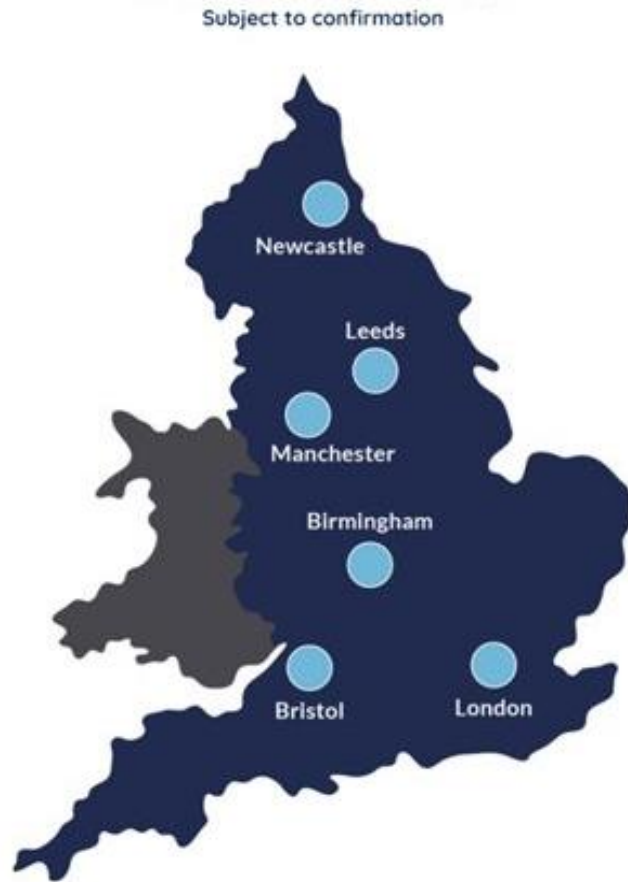 Subject to confirmation
Newcastle
Leeds
Manchester
Birmingham
Bristol
London